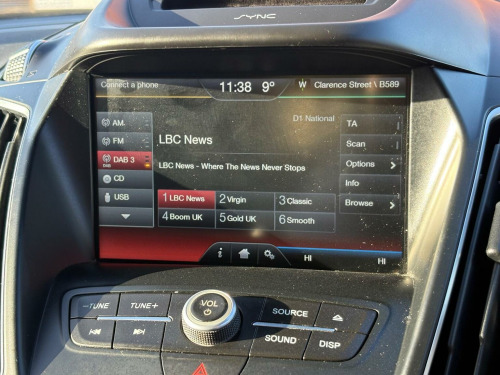 SYNC
Connect a phone 11:38 9° W Clarence Street \ B589
AM
D1 National
TA
FM
LBC News
Scan
DAB 3
DAB
LBC News - Where The News Never Stops
Options >
CD
Info
USB
1 LBC News 2 Virgin 3 Classic
Browse >
4 Boom UK 5 Gold UK 6 Smooth
i HI HI
−TUNE TUNE+ VOL SOURCE
SOUND DISP